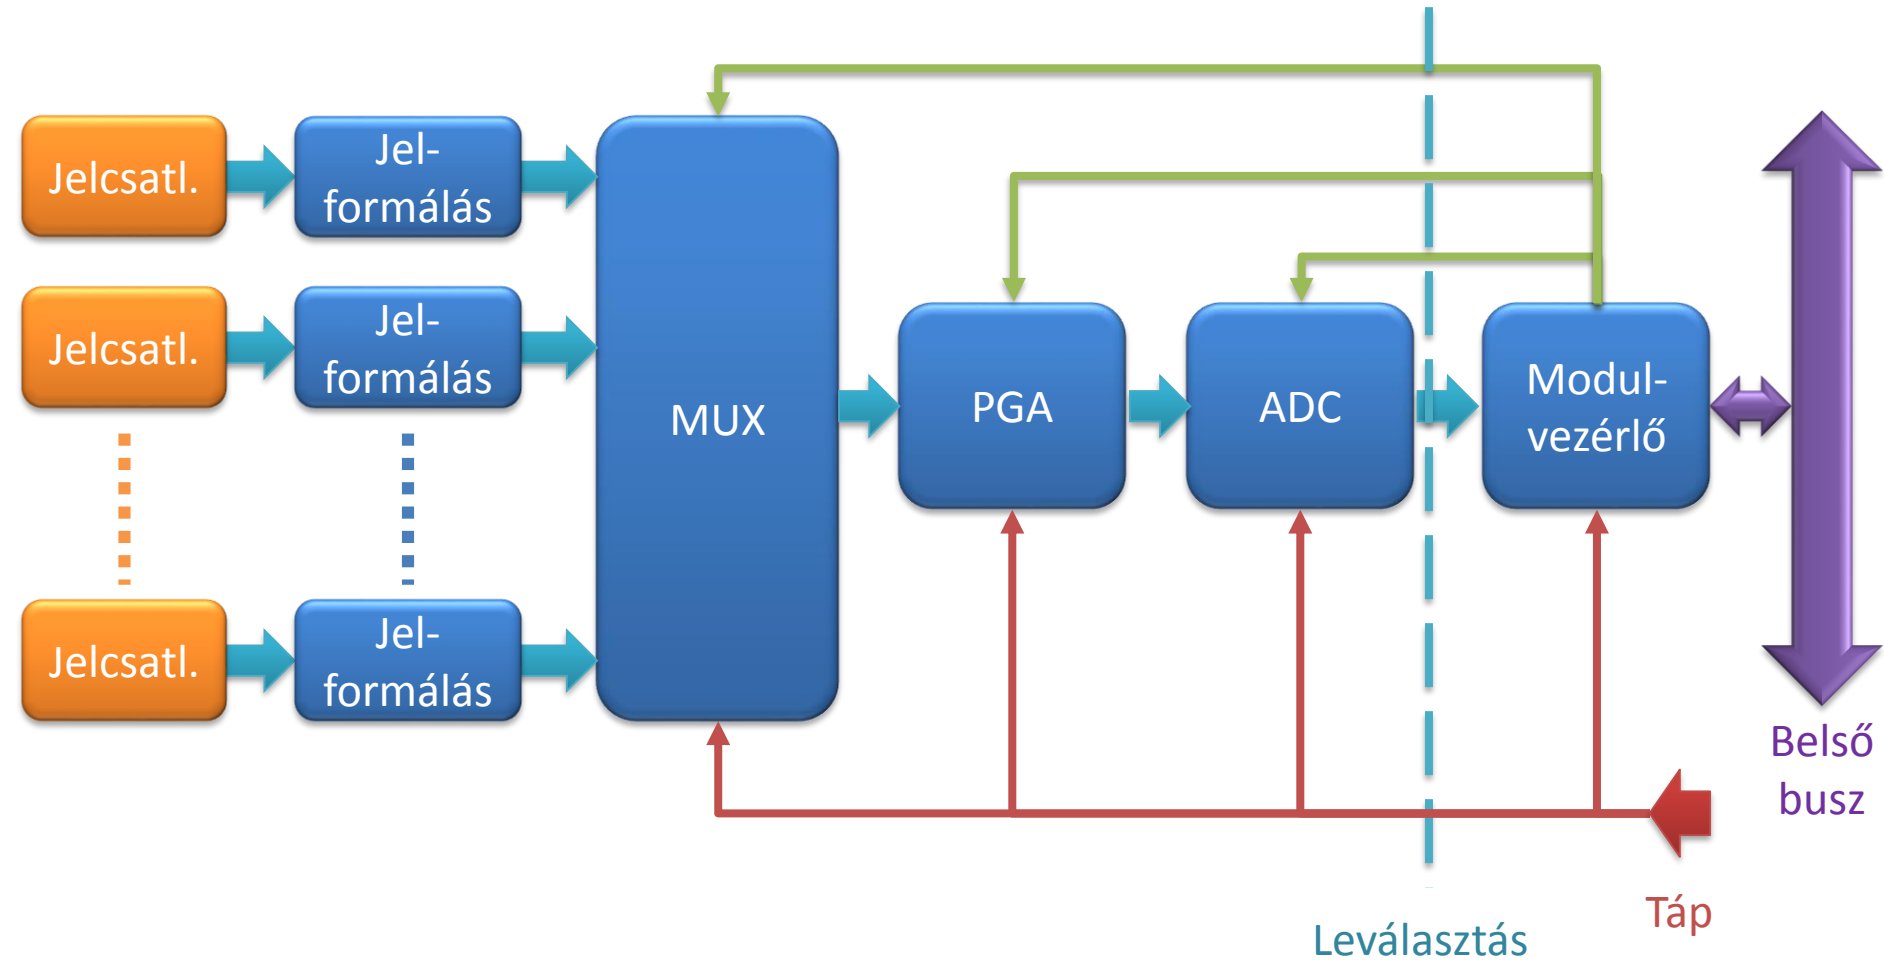 Jelcsatl.
Jel-
formálás
Jelcsatl.
Jel-
formálás
MUX
PGA
ADC
Modul-
vezérlő
Jelcsatl.
Jel-
formálás
Belső
busz
Táp
Leválasztás